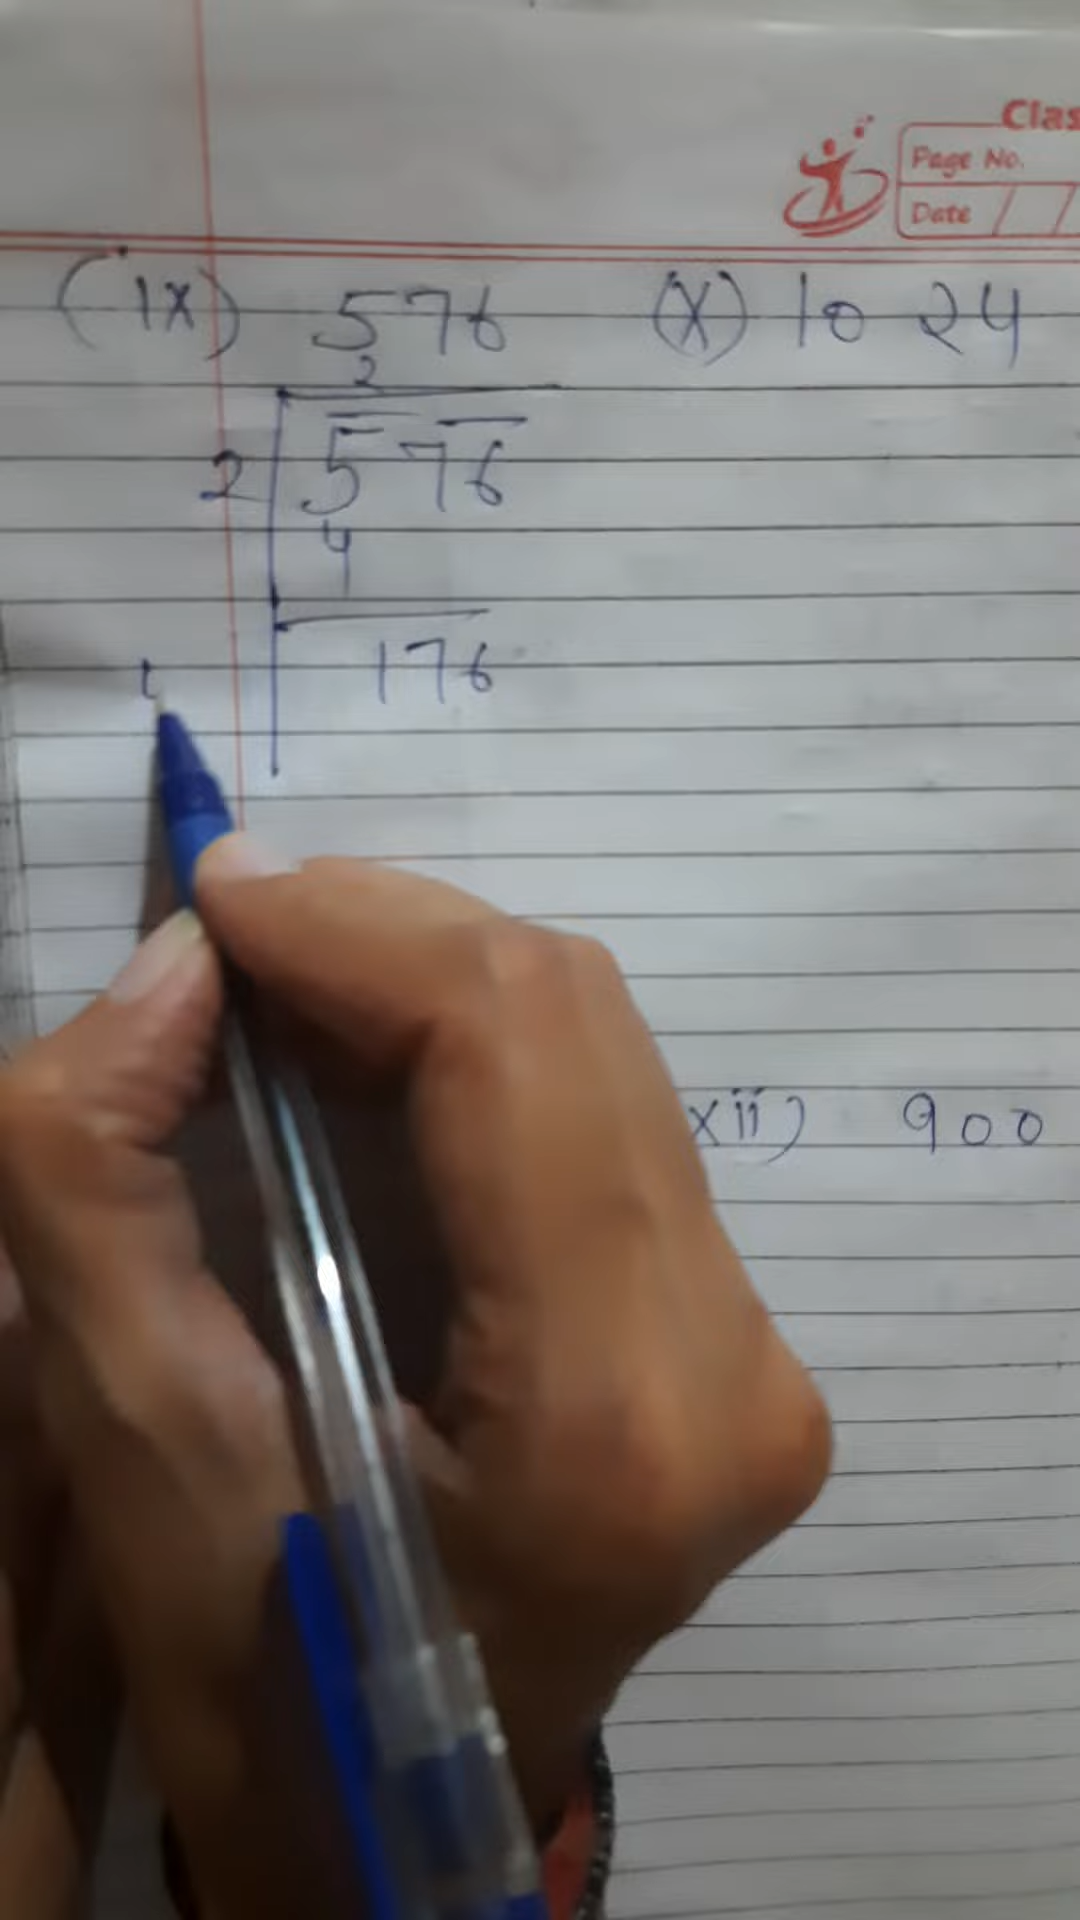 Clas
Page No.
Date / /
(ix) 576 (x) 1024
2
2 576
4
176
xii) 900